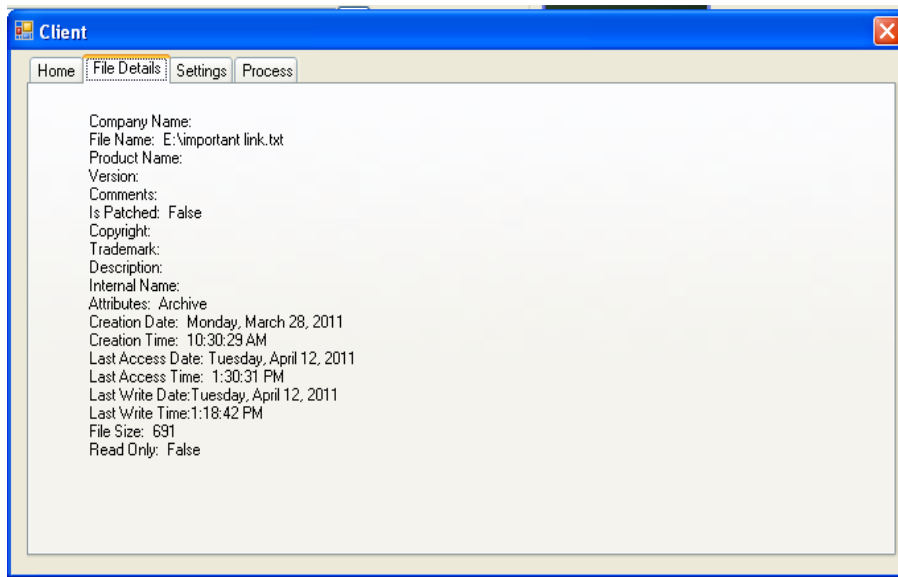 Client
Home File Details Settings Process
Company Name:
File Name: E:\important link.txt
Product Name:
Version:
Comments:
Is Patched: False
Copyright:
Trademark:
Description:
Internal Name:
Attributes: Archive
Creation Date: Monday, March 28, 2011
Creation Time: 10:30:29 AM
Last Access Date: Tuesday, April 12, 2011
Last Access Time: 1:30:31 PM
Last Write Date:Tuesday, April 12, 2011
Last Write Time:1:18:42 PM
File Size: 691
Read Only: False